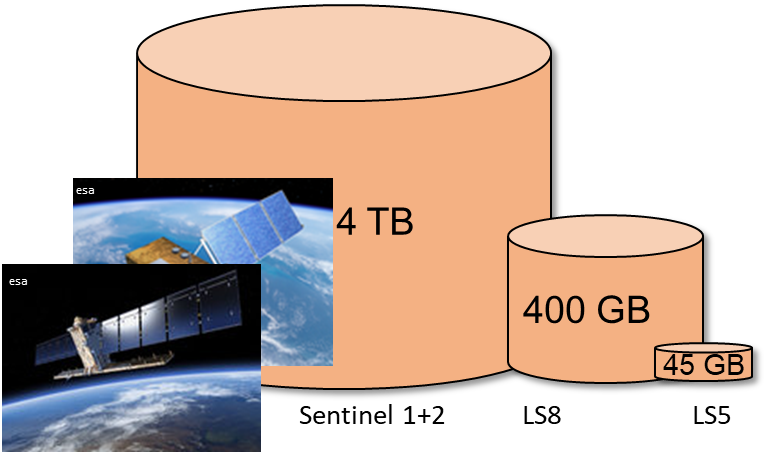 esa
4 TB
esa
400 GB
45 GB
Sentinel 1+2
LS8
LS5